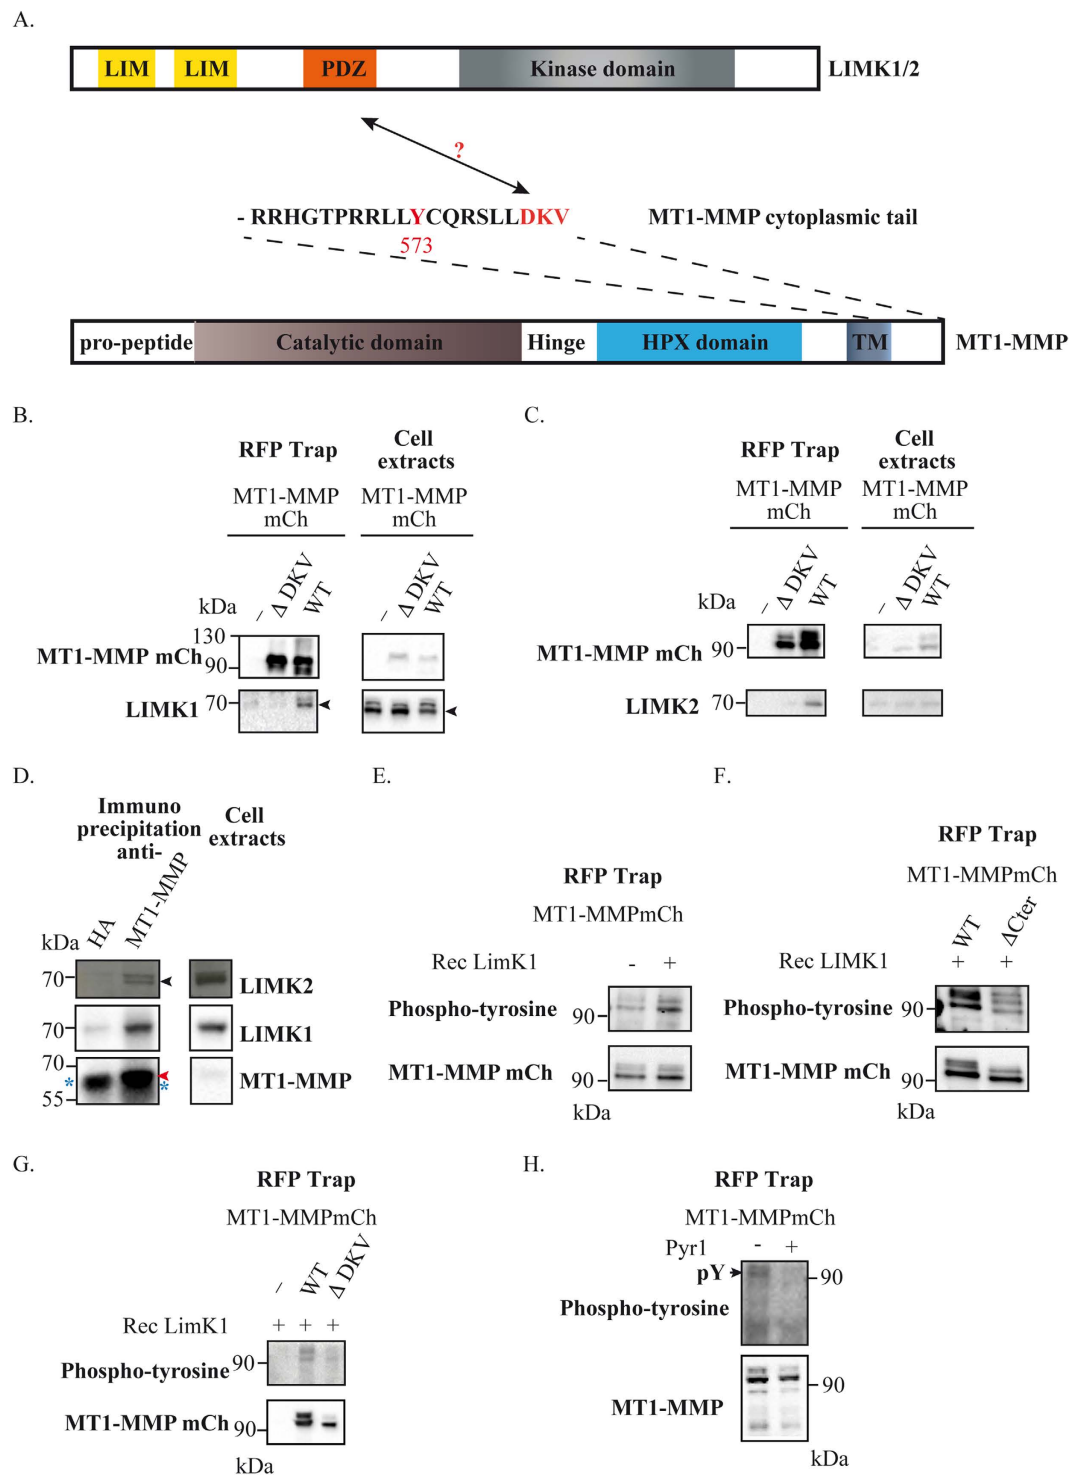 A.
LIM LIM PDZ Kinase domain LIMK1/2
?
- RRHGTPRRLLYCQRSLLDKV MT1-MMP cytoplasmic tail
573
pro-peptide Catalytic domain Hinge HPX domain TM MT1-MMP
B.
RFP Trap
Cell
extracts
MT1-MMP
mCh
MT1-MMP
mCh
kDa
– Δ DKV WT
– Δ DKV WT
130
MT1-MMP mCh 90
LIMK1 70
C.
RFP Trap
Cell
extracts
MT1-MMP
mCh
MT1-MMP
mCh
kDa
– Δ DKV WT
– Δ DKV WT
MT1-MMP mCh 90
LIMK2 70
D.
Immuno
precipitation
anti-
Cell
extracts
kDa HA MT1-MMP
70 LIMK2
70 LIMK1
70
* * MT1-MMP
55
E.
RFP Trap
MT1-MMPmCh
Rec LimK1 - +
Phospho-tyrosine 90
MT1-MMP mCh 90
kDa
F.
RFP Trap
MT1-MMPmCh
WT ΔCter
Rec LIMK1 + +
Phospho-tyrosine 90
MT1-MMP mCh 90
kDa
G.
RFP Trap
MT1-MMPmCh
– WT Δ DKV
Rec LimK1 + + +
Phospho-tyrosine 90
MT1-MMP mCh 90
kDa
H.
RFP Trap
MT1-MMPmCh
Pyr1 - +
pY 90
Phospho-tyrosine
90
MT1-MMP
kDa